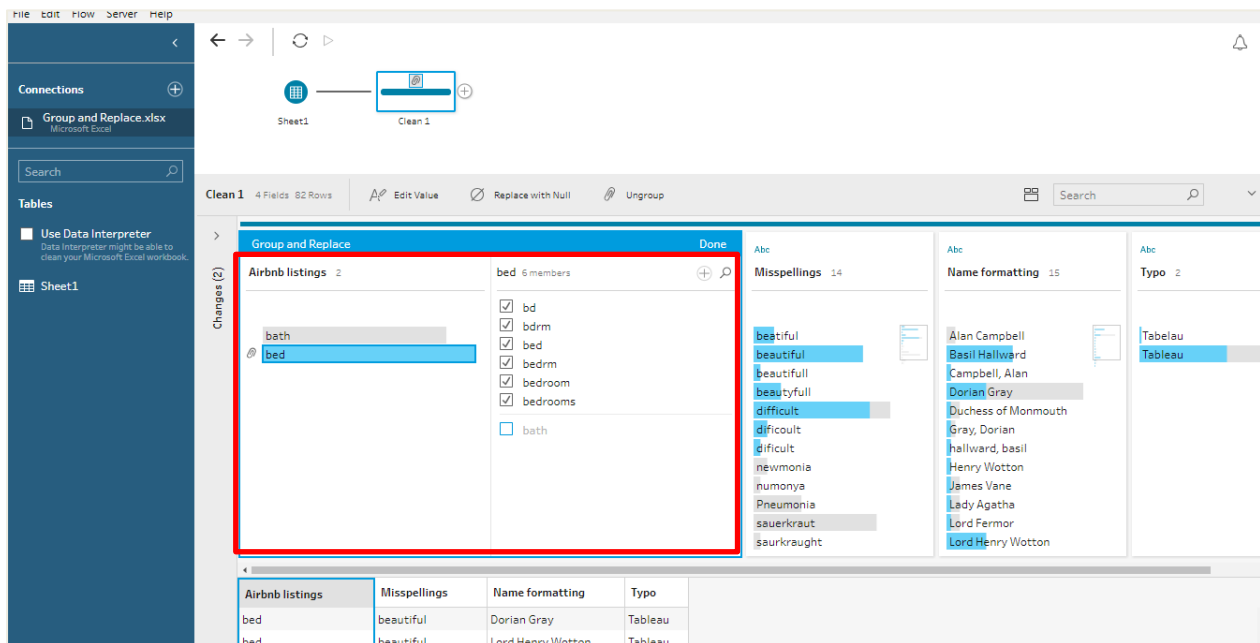 File Edit Flow Server Help
Connections
Group and Replace.xlsx
Microsoft Excel
Search
Tables
Use Data Interpreter
Data Interpreter might be able to
clean your Microsoft Excel workbook.
Sheet1
Sheet1
Clean 1
Clean 1 4 Fields 82 Rows Edit Value Replace with Null Ungroup Search
Changes (2)
Group and Replace Done
Airbnb listings 2
bath
bed
bed 6 members
bd
bdrm
bed
bedrm
bedroom
bedrooms
bath
Abc
Misspellings 14
beatiful
beautiful
beautifull
beautyfull
difficult
dificoult
dificult
newmonia
numonya
Pneumonia
sauerkraut
saurkraught
Abc
Name formatting 15
Alan Campbell
Basil Hallward
Campbell, Alan
Dorian Gray
Duchess of Monmouth
Gray, Dorian
hallward, basil
Henry Wotton
James Vane
Lady Agatha
Lord Fermor
Lord Henry Wotton
Abc
Typo 2
Tabelau
Tableau
Airbnb listings Misspellings Name formatting Typo
bed beautiful Dorian Gray Tableau
bed beautiful Lord Henry Wotton Tableau